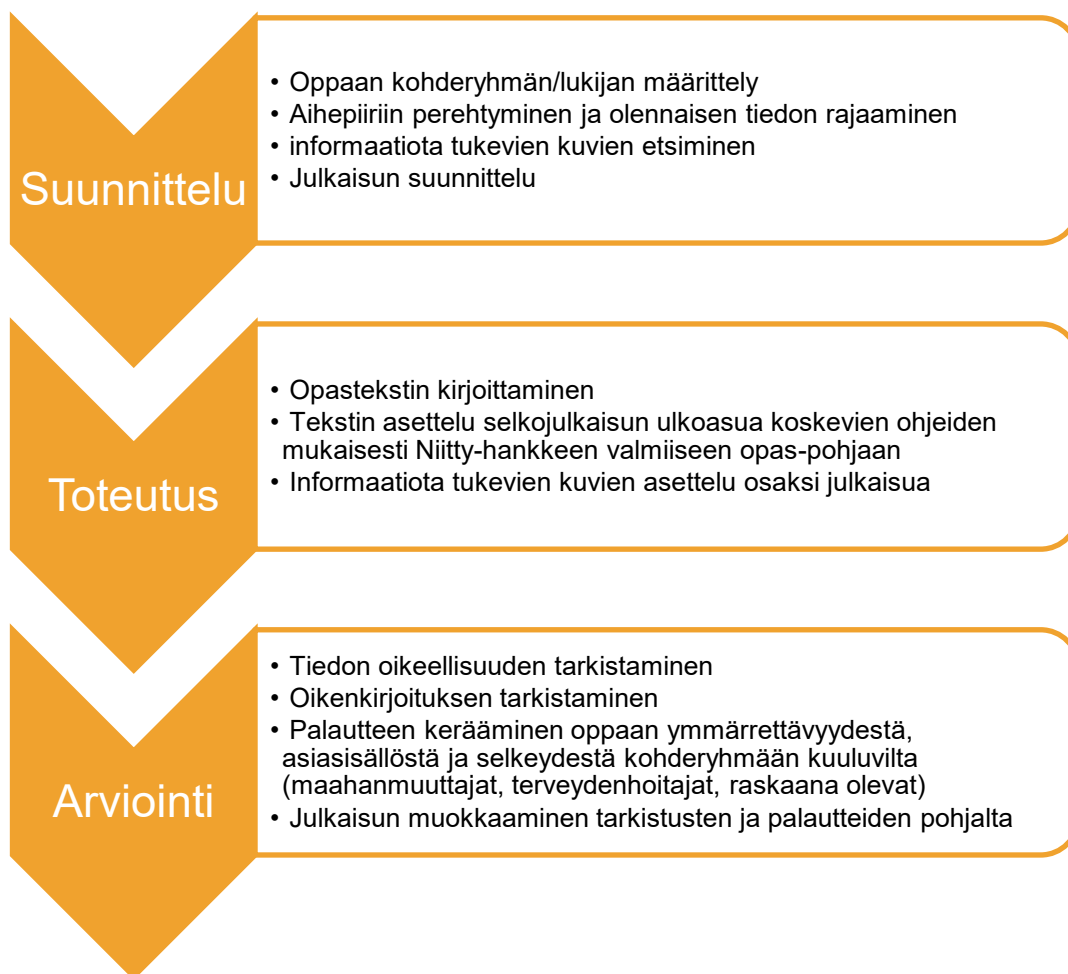 Suunnittelu
• Oppaan kohderyhmän/lukijan määrittely
• Aihepiiriin perehtyminen ja olennaisen tiedon rajaaminen
• informaatiota tukevien kuvien etsiminen
• Julkaisun suunnittelu
Toteutus
• Opastekstin kirjoittaminen
• Tekstin asettelu selkojulkaisun ulkoasua koskevien ohjeiden
mukaisesti Niitty-hankkeen valmiiseen opas-pohjaan
• Informaatiota tukevien kuvien asettelu osaksi julkaisua
Arviointi
• Tiedon oikeellisuuden tarkistaminen
• Oikenkirjoituksen tarkistaminen
• Palautteen kerääminen oppaan ymmärrettävyydestä,
asiasisällöstä ja selkeydestä kohderyhmään kuuluvilta
(maahanmuuttajat, terveydenhoitajat, raskaana olevat)
• Julkaisun muokkaaminen tarkistusten ja palautteiden pohjalta